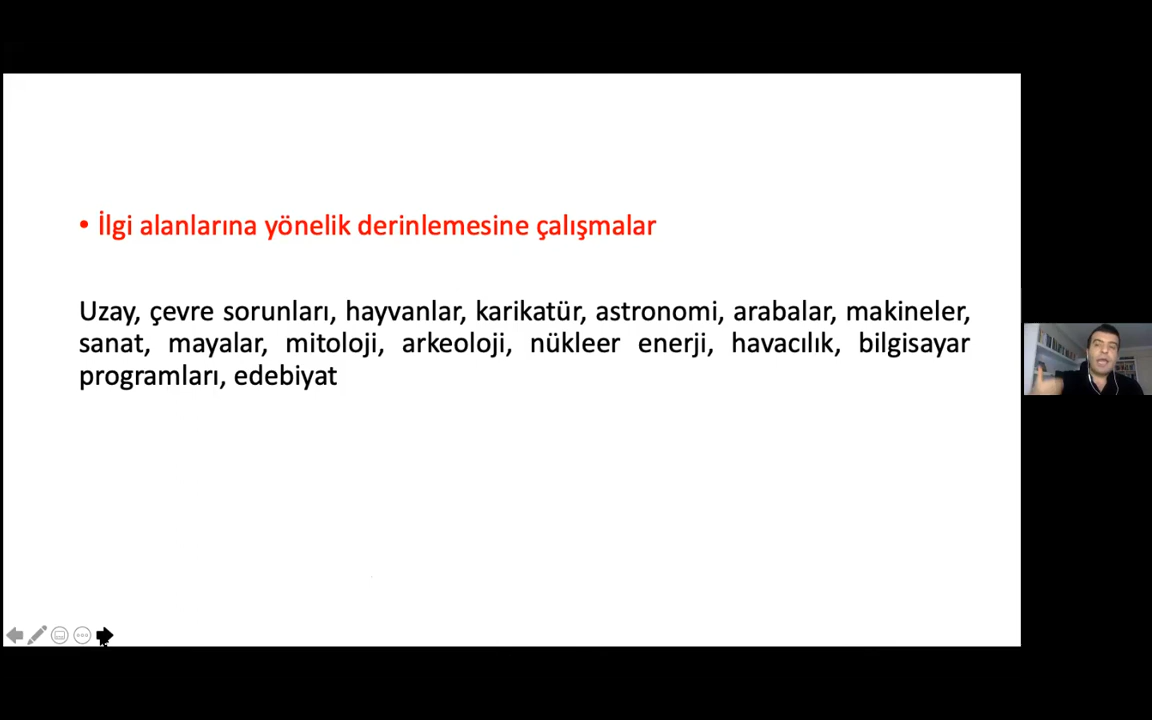 • İlgi alanlarına yönelik derinlemesine çalışmalar
Uzay, çevre sorunları, hayvanlar, karikatür, astronomi, arabalar, makineler,
sanat, mayalar, mitoloji, arkeoloji, nükleer enerji, havacılık, bilgisayar
programları, edebiyat